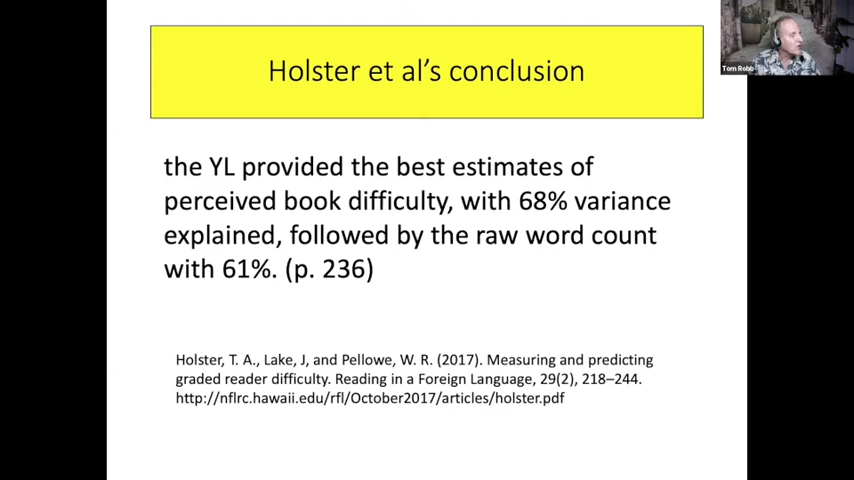 Holster et al’s conclusion
Tom Robb
the YL provided the best estimates of
perceived book difficulty, with 68% variance
explained, followed by the raw word count
with 61%. (p. 236)
Holster, T. A., Lake, J, and Pellowe, W. R. (2017). Measuring and predicting
graded reader difficulty. Reading in a Foreign Language, 29(2), 218–244.
http://nflrc.hawaii.edu/rfl/October2017/articles/holster.pdf